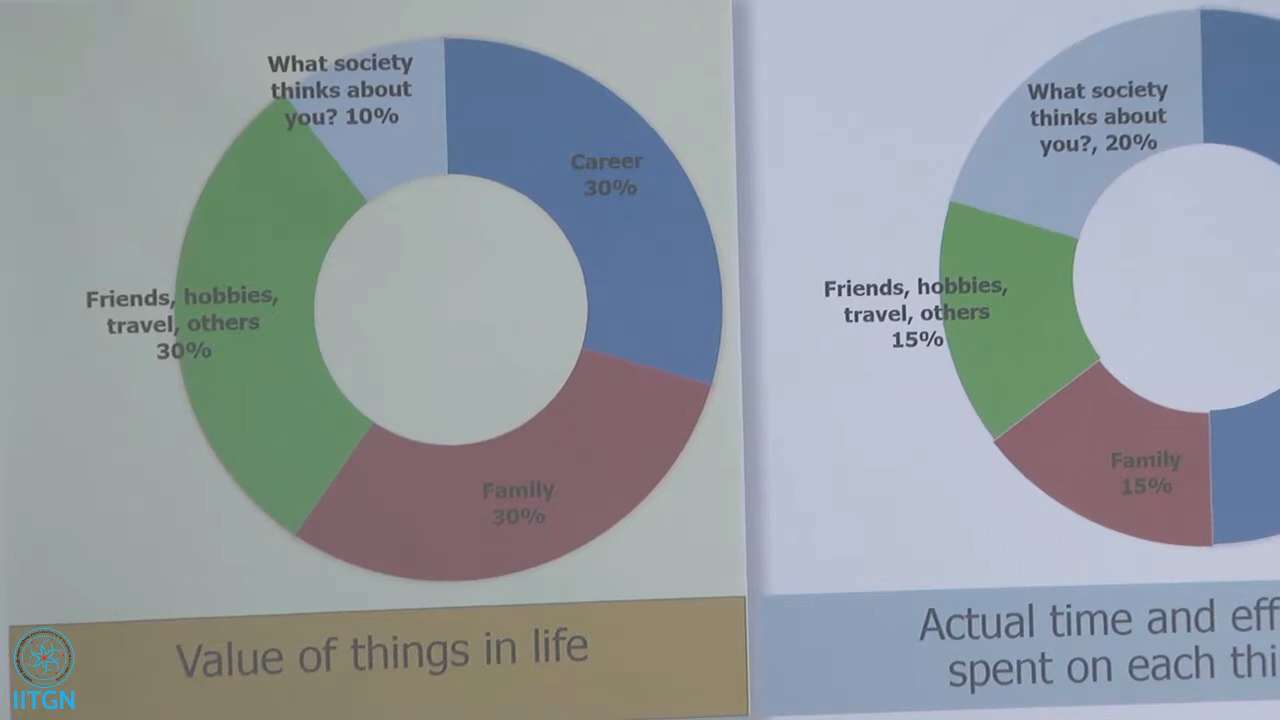 What society
thinks about
you? 10%
Career
30%
Friends, hobbies,
travel, others
30%
Family
30%
Value of things in life
What society
thinks about
you?, 20%
Friends, hobbies,
travel, others
15%
Family
15%
Actual time and eff
spent on each thi
IITGN